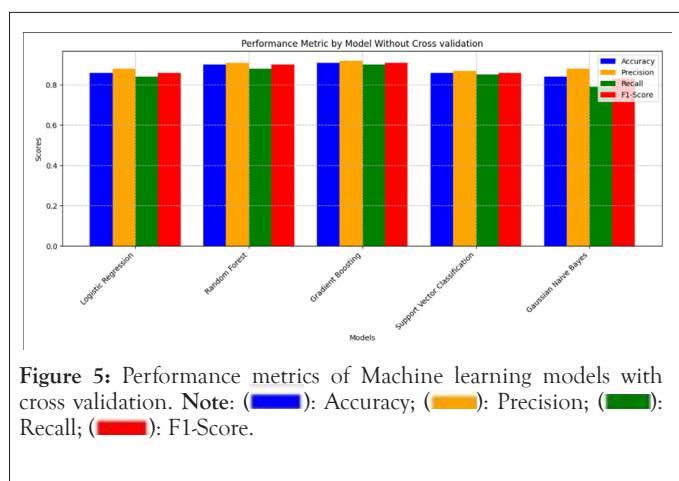 Performance Metric by Model Without Cross validation
Accuracy
Precision
Recall
F1-Score
Scores
0.8
0.6
0.4
0.2
0.0
Logistic Regression
Random Forest
Gradient Boosting
Support Vector Classification
Gaussian Naive Bayes
Models
Figure 5: Performance metrics of Machine learning models with
cross validation. Note: ( ): Accuracy; ( ): Precision; ( ):
Recall; ( ): F1-Score.